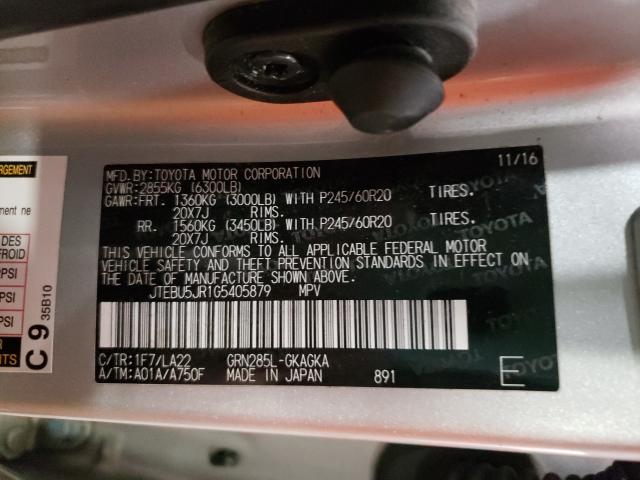 MFD.BY:TOYOTA MOTOR CORPORATION 11/16
GVWR:2855KG (6300LB)
GAWR:FRT. 1360KG (3000LB) WITH P245/60R20 TIRES.
20X7J RIMS.
RR. 1560KG (3450LB) WITH P245/60R20 TIRES.
20X7J RIMS.
THIS VEHICLE CONFORMS TO ALL APPLICABLE FEDERAL MOTOR
VEHICLE SAFETY AND THEFT PREVENTION STANDARDS IN EFFECT ON
THE DATE OF MANUFACTURE SHOWN ABOVE.
JTEBU5JR1G5405879 MPV
C/TR:1F7/LA22 GRN285L-GKAGKA
A/TM:A01A/A750F MADE IN JAPAN 891 E
TOYOTA
ement ne
DES
FROID
PSI
PSI
C 9 35B10